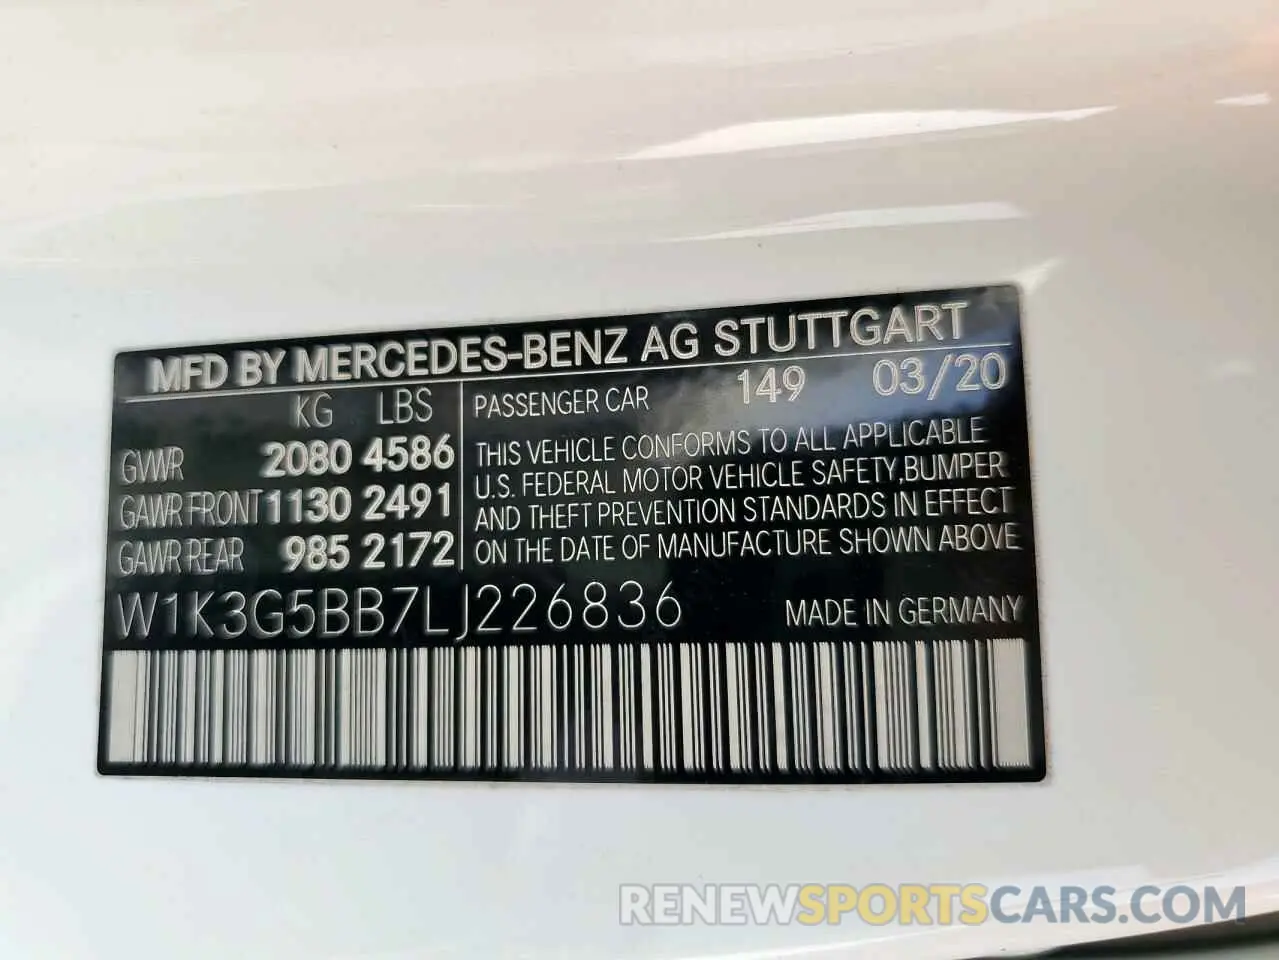 MFD BY MERCEDES-BENZ AG STUTTGART
KG LBS
GVWR 2080 4586
GAWR FRONT 1130 2491
GAWR REAR 985 2172
PASSENGER CAR 149 03/20
THIS VEHICLE CONFORMS TO ALL APPLICABLE
U.S. FEDERAL MOTOR VEHICLE SAFETY,BUMPER
AND THEFT PREVENTION STANDARDS IN EFFECT
ON THE DATE OF MANUFACTURE SHOWN ABOVE
W1K3G5BB7LJ226836 MADE IN GERMANY
RENEWSPORTSCARS.COM